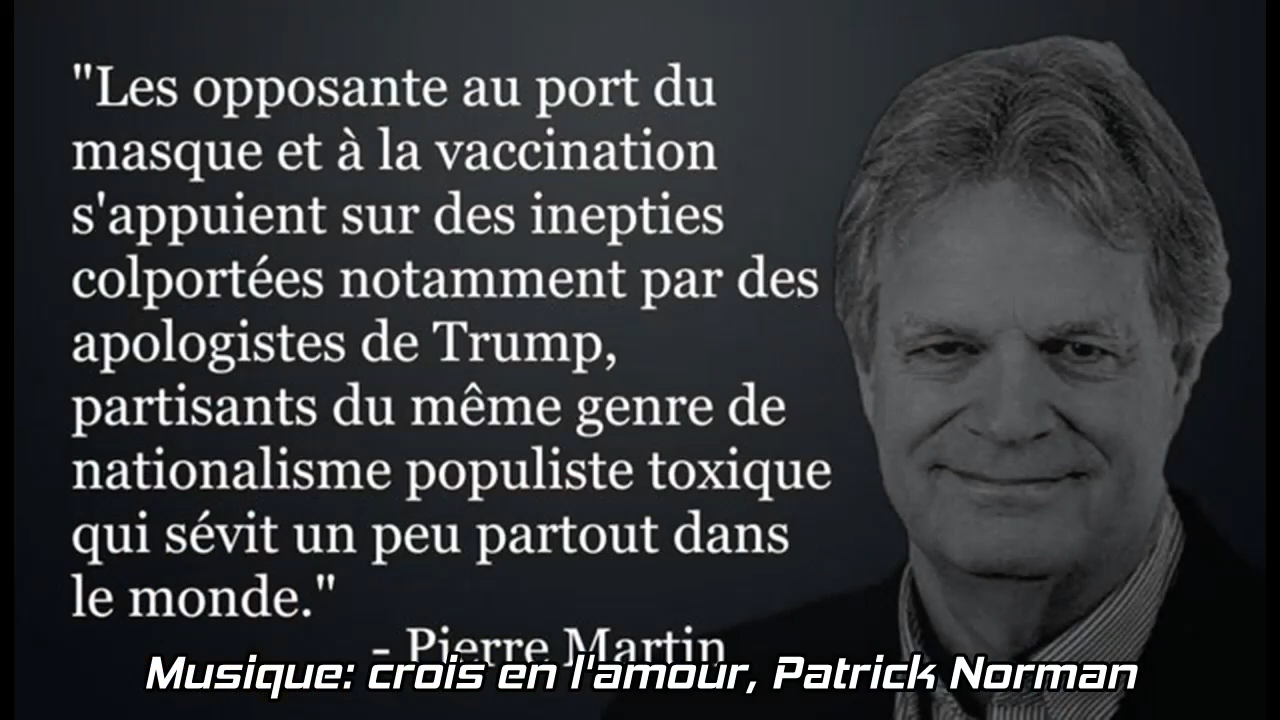 "Les opposante au port du
masque et à la vaccination
s'appuient sur des inepties
colportées notamment par des
apologistes de Trump,
partisants du même genre de
nationalisme populiste toxique
qui sévit un peu partout dans
le monde."
- Pierre Martin
Musique: crois en l'amour, Patrick Norman